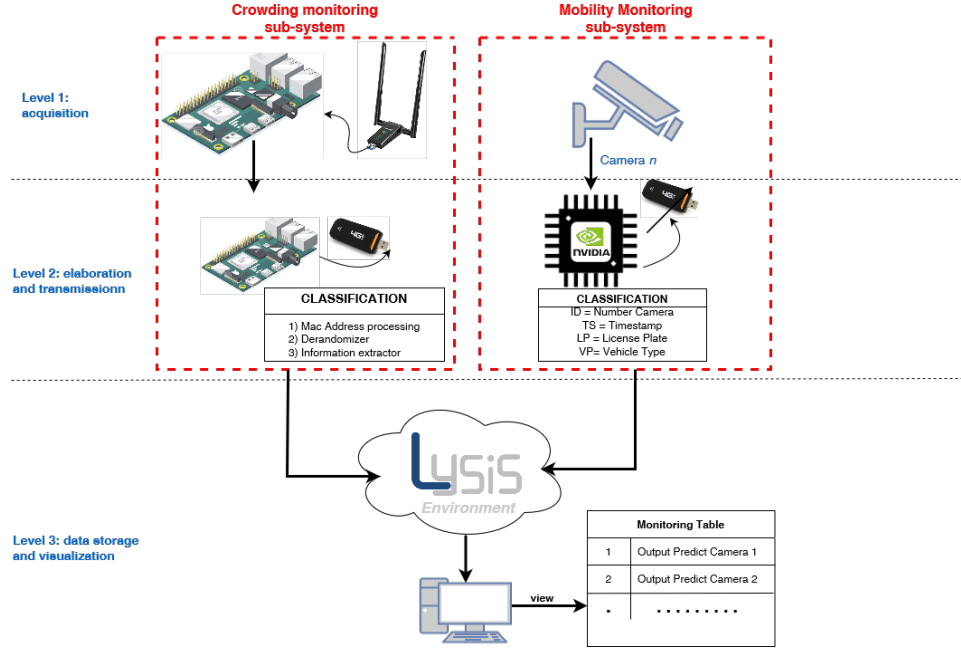 Crowding monitoring
sub-system
Mobility Monitoring
sub-system
Level 1:
acquisition
Camera n
Level 2: elaboration
and transmissionn
4G
4G
NVIDIA
CLASSIFICATION
1) Mac Address processing
2) Derandomizer
3) Information extractor
CLASSIFICATION
ID = Number Camera
TS = Timestamp
LP = License Plate
VP= Vehicle Type
Lysis
Environment
Level 3: data storage
and visualization
Monitoring Table
1 Output Predict Camera 1
2 Output Predict Camera 2
. . . . . . . . . .
view